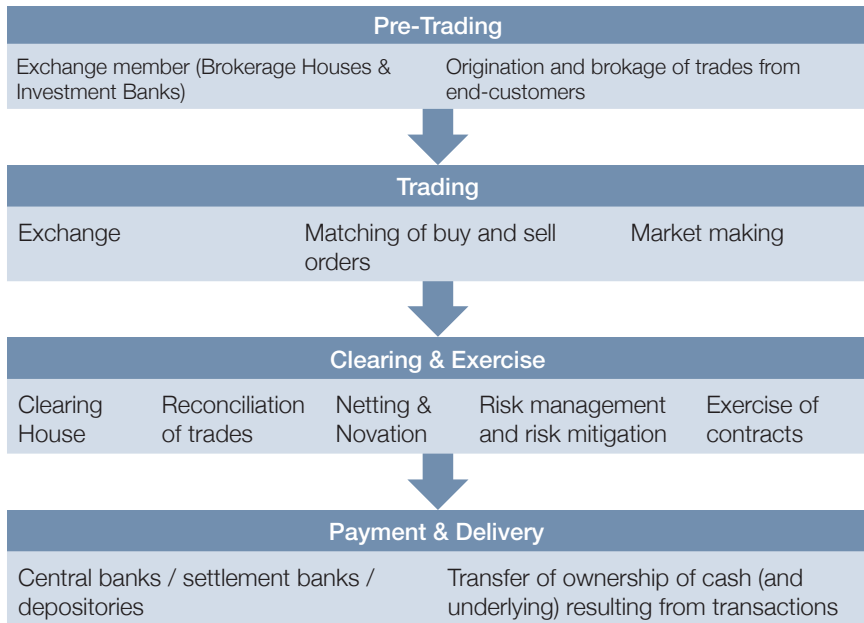 Pre-Trading
Exchange member (Brokerage Houses &
Investment Banks)
Origination and brokage of trades from
end-customers
Trading
Exchange
Matching of buy and sell
orders
Market making
Clearing & Exercise
Clearing
House
Reconciliation
of trades
Netting &
Novation
Risk management
and risk mitigation
Exercise of
contracts
Payment & Delivery
Central banks / settlement banks /
depositories
Transfer of ownership of cash (and
underlying) resulting from transactions